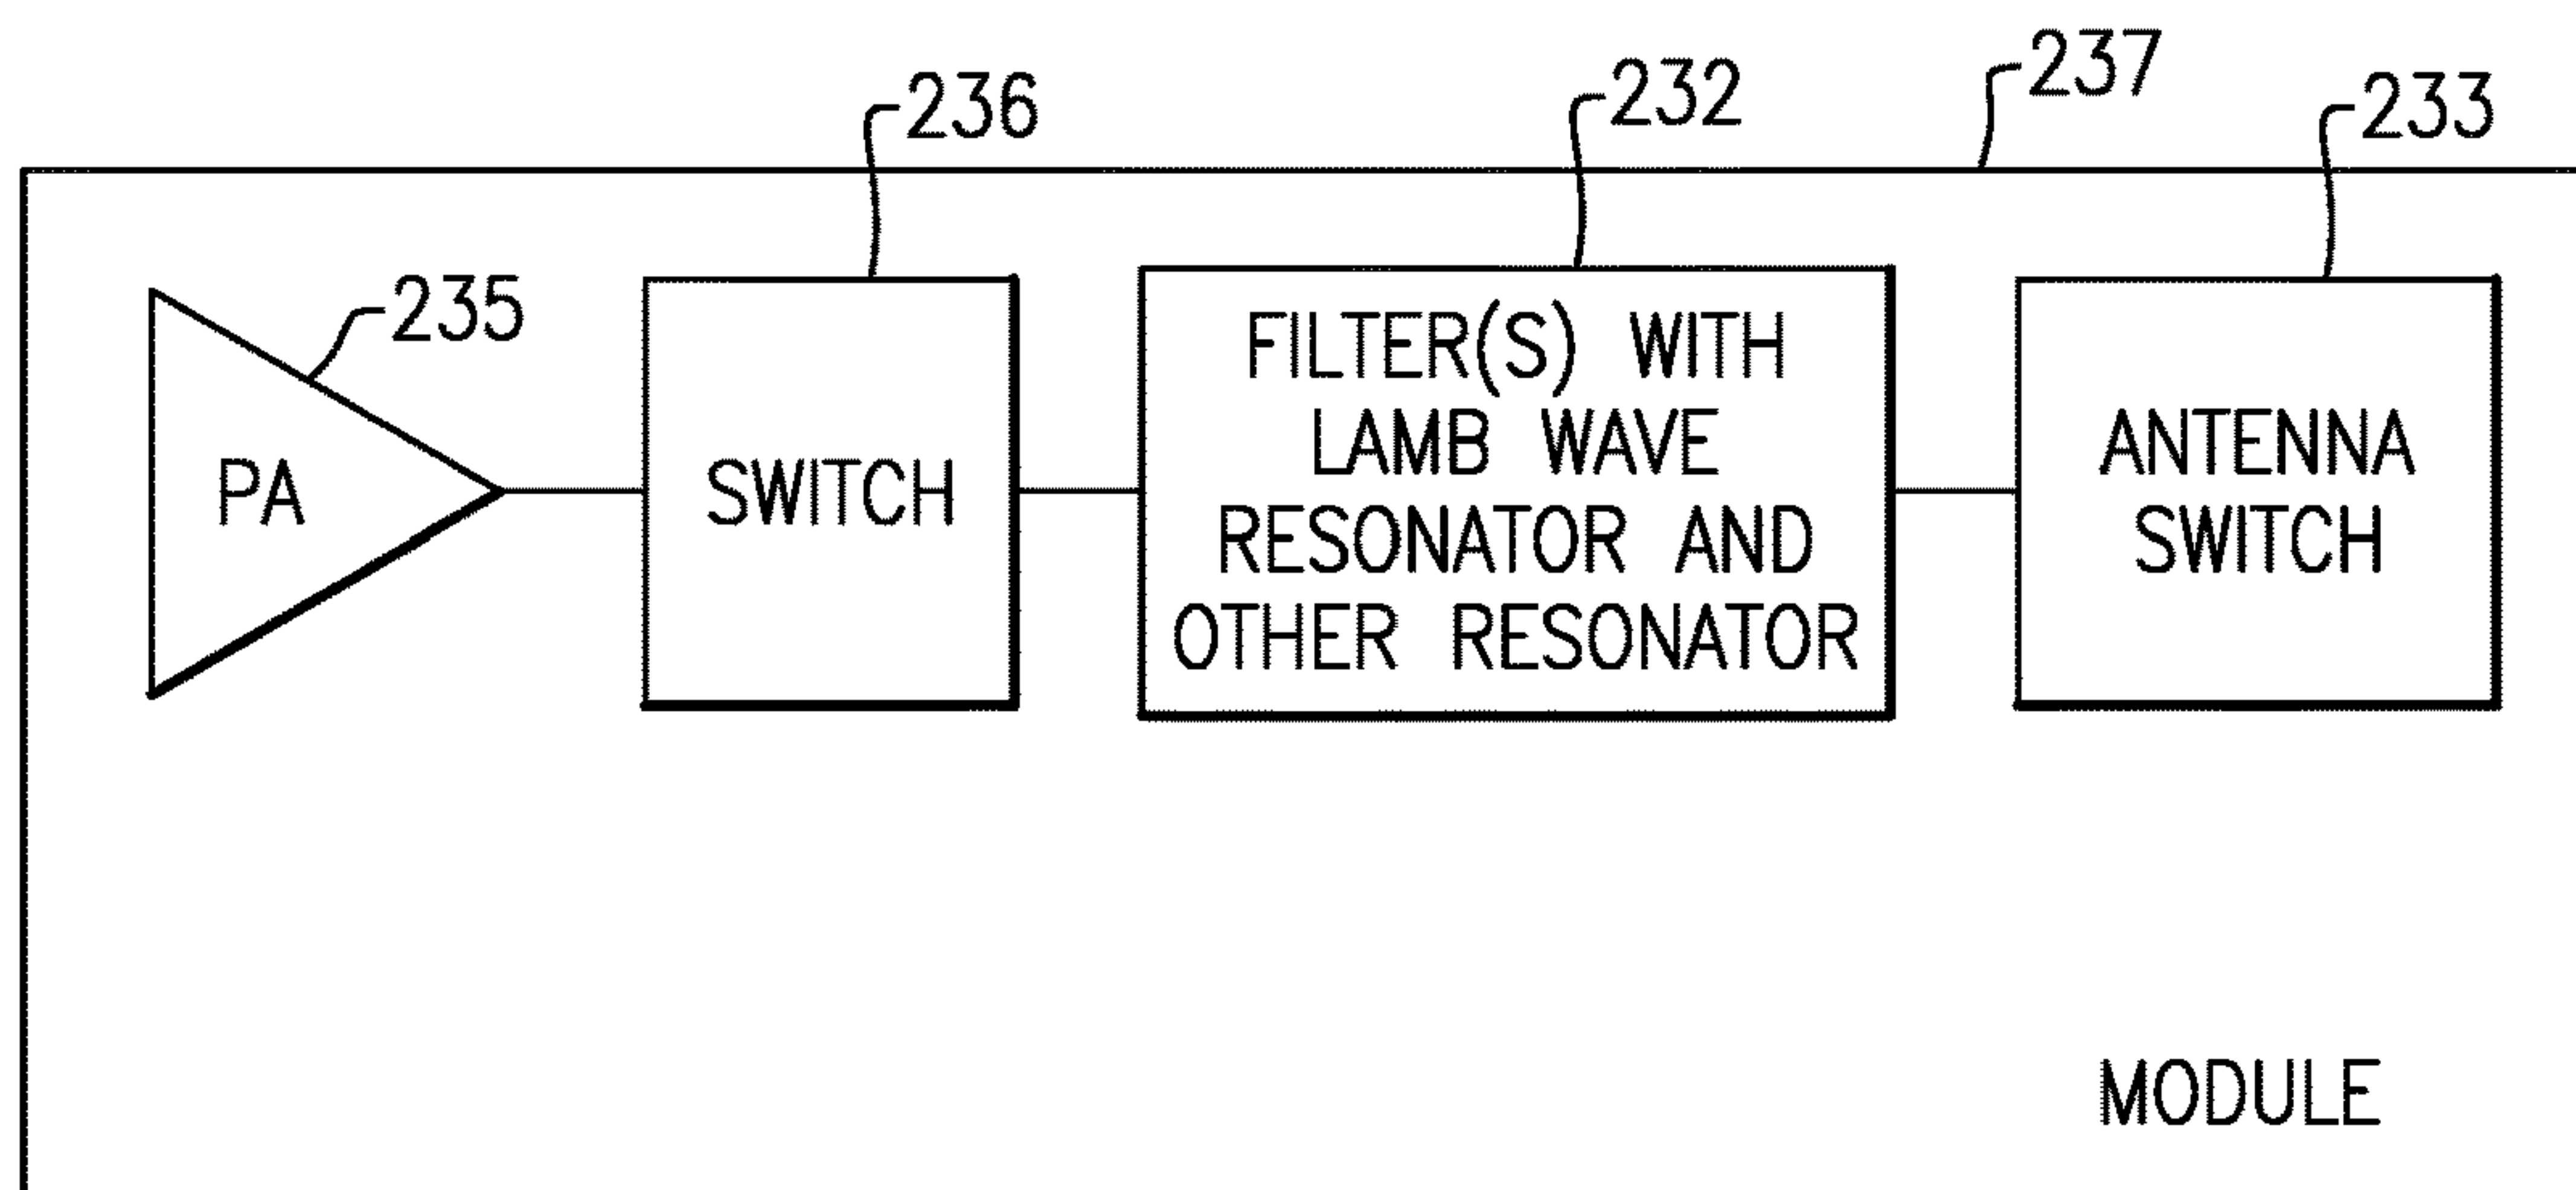 236
232
237
233
235
PA
SWITCH
FILTER(S) WITH
LAMB WAVE
RESONATOR AND
OTHER RESONATOR
ANTENNA
SWITCH
MODULE